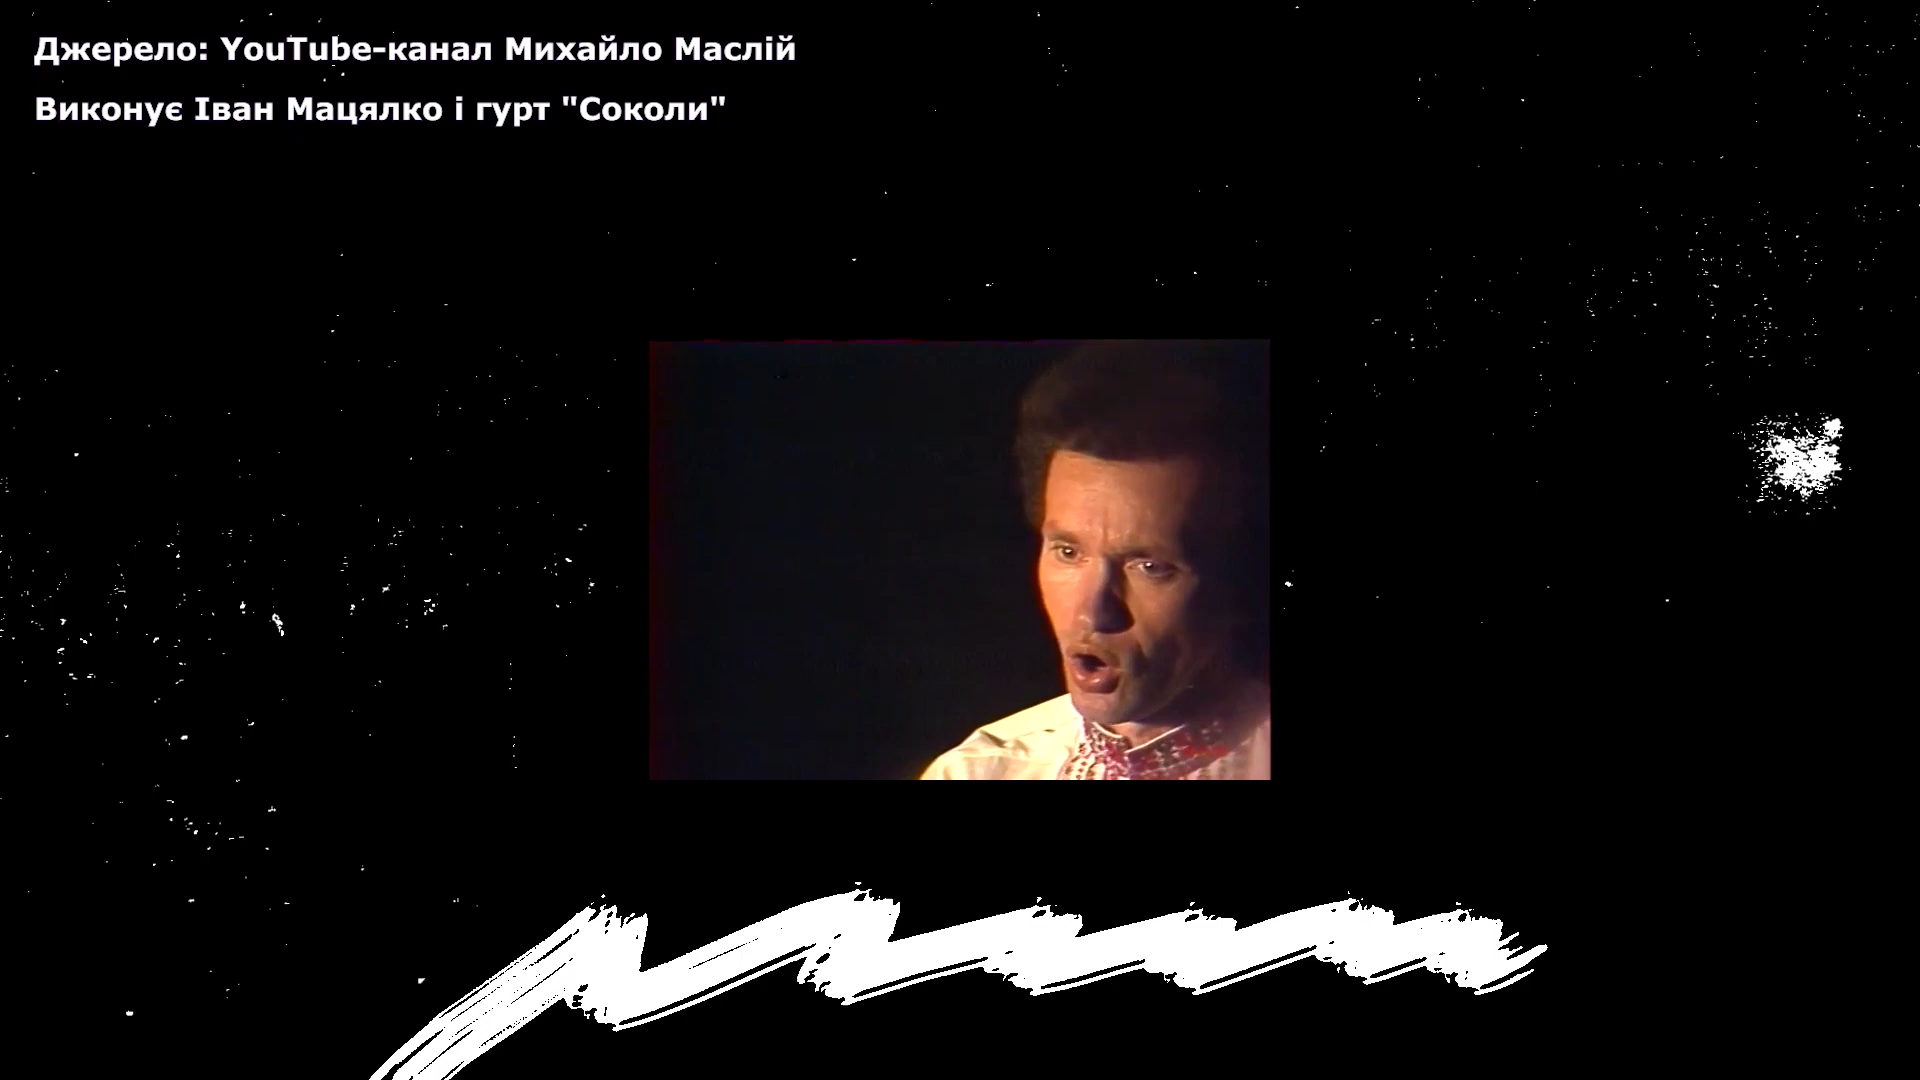 Джерело: YouTube-канал Михайло Маслій
Виконує Іван Мацялко і гурт "Соколи"